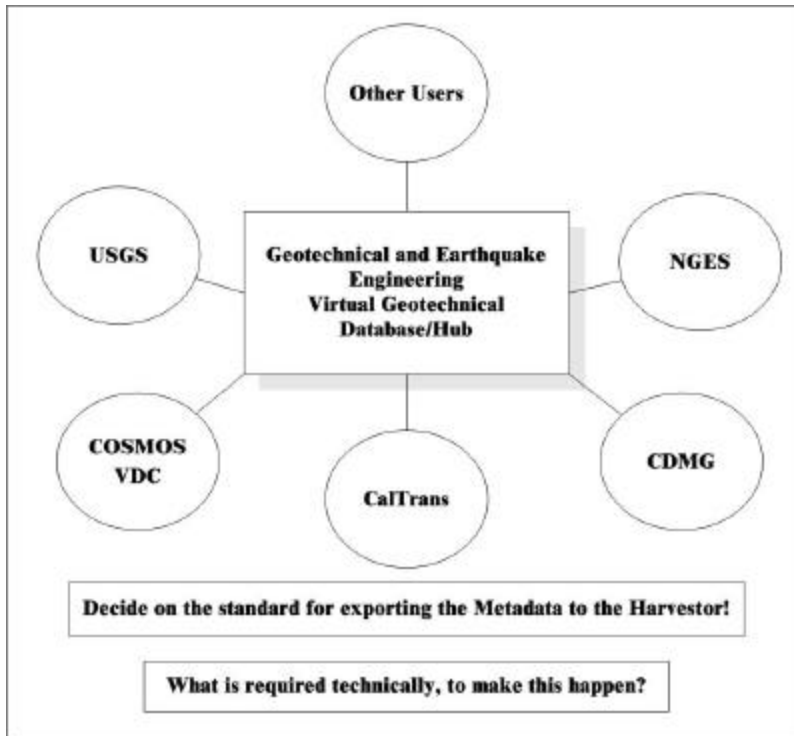 Other Users
USGS
Geotechnical and Earthquake
Engineering
Virtual Geotechnical
Database/Hub
NGES
COSMOS
VDC
CalTrans
CDMG
Decide on the standard for exporting the Metadata to the Harvestor!
What is required technically, to make this happen?